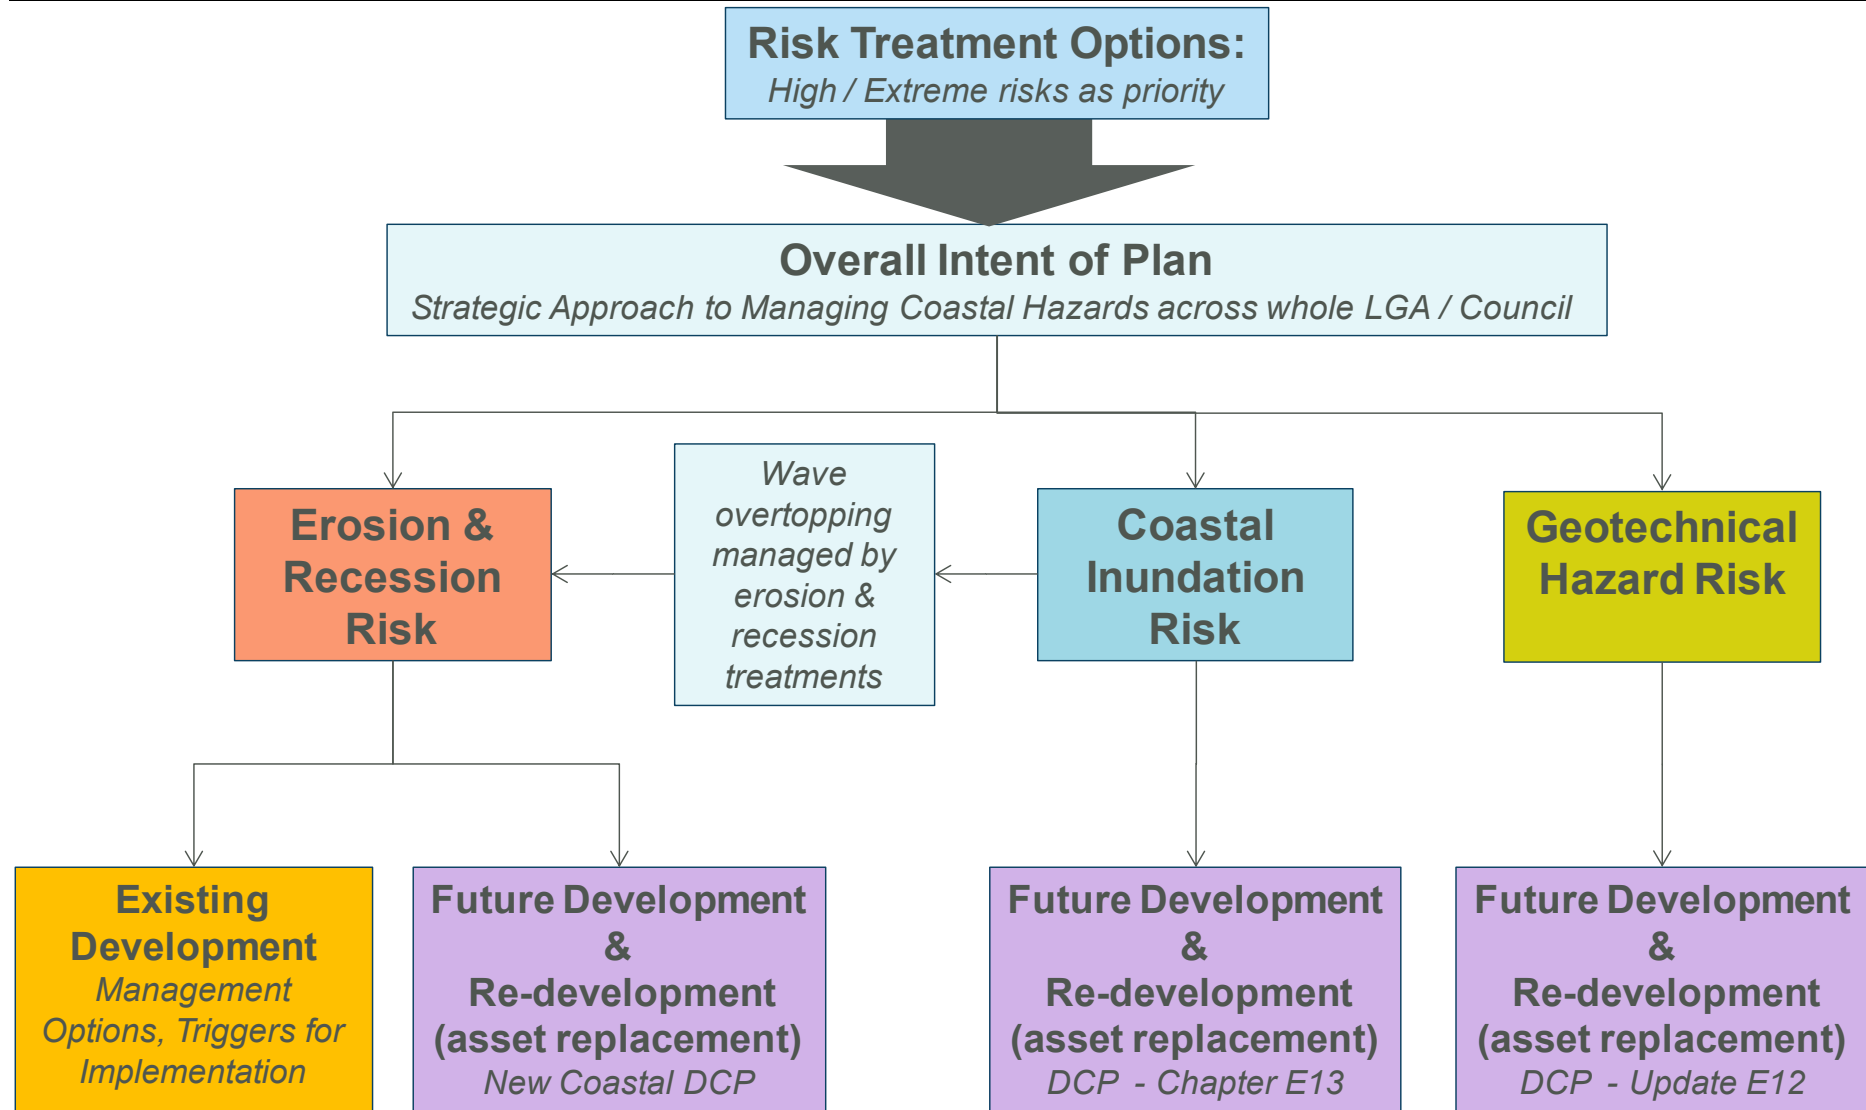 Risk Treatment Options:
High / Extreme risks as priority
Overall Intent of Plan
Strategic Approach to Managing Coastal Hazards across whole LGA / Council
Erosion &
Recession
Risk
Wave
overtopping
managed by
erosion &
recession
treatments
Coastal
Inundation
Risk
Geotechnical
Hazard Risk
Existing
Development
Management
Options, Triggers for
Implementation
Future Development
&
Re-development
(asset replacement)
New Coastal DCP
Future Development
&
Re-development
(asset replacement)
DCP - Chapter E13
Future Development
&
Re-development
(asset replacement)
DCP - Update E12